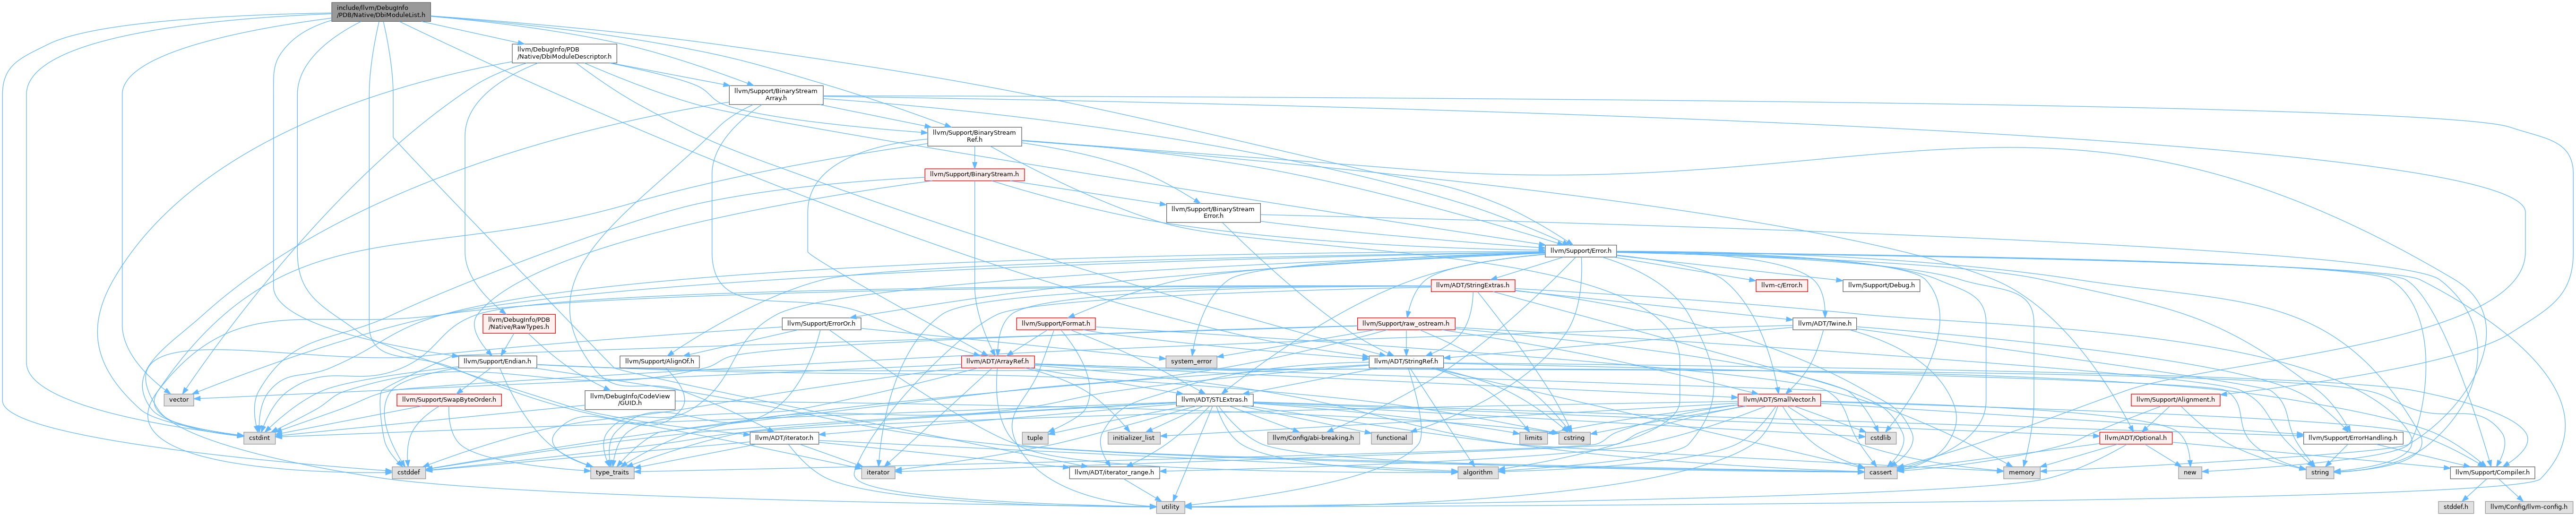 include/llvm/DebugInfo
/PDB/Native/DbiModuleList.h
llvm/DebugInfo/PDB
/Native/DbiModuleDescriptor.h
llvm/Support/BinaryStream
Array.h
llvm/Support/BinaryStream
Ref.h
llvm/Support/BinaryStream.h
llvm/Support/BinaryStream
Error.h
llvm/Support/Error.h
llvm/ADT/StringExtras.h
llvm-c/Error.h
llvm/Support/Debug.h
llvm/DebugInfo/PDB
/Native/RawTypes.h
llvm/Support/ErrorOr.h
llvm/Support/Format.h
llvm/Support/raw_ostream.h
llvm/ADT/Twine.h
llvm/Support/Endian.h
llvm/Support/AlignOf.h
llvm/ADT/ArrayRef.h
system_error
llvm/ADT/StringRef.h
vector
llvm/Support/SwapByteOrder.h
llvm/DebugInfo/CodeView
/GUID.h
llvm/ADT/STLExtras.h
llvm/ADT/SmallVector.h
llvm/Support/Alignment.h
cstdint
llvm/ADT/iterator.h
tuple
initializer_list
llvm/Config/abi-breaking.h
functional
limits
cstring
cstdlib
llvm/ADT/Optional.h
llvm/Support/ErrorHandling.h
cstddef
type_traits
iterator
llvm/ADT/iterator_range.h
algorithm
cassert
memory
new
string
llvm/Support/Compiler.h
utility
stddef.h
llvm/Config/llvm-config.h